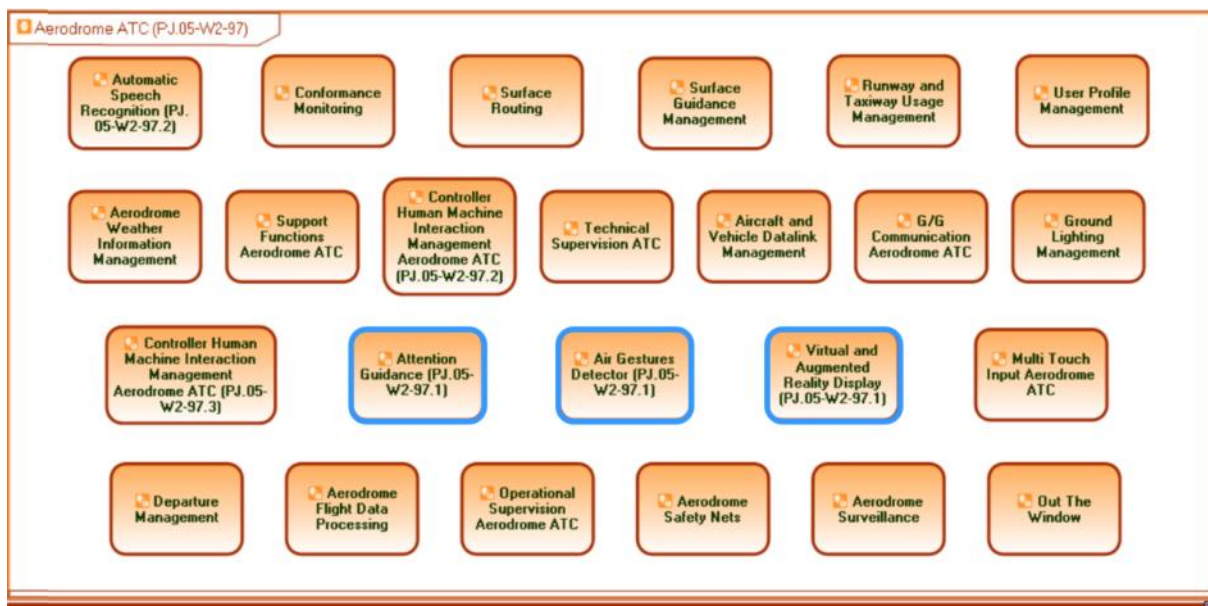 Aerodrome ATC (PJ.05-W2-97)
Automatic
Speech
Recognition (PJ.
05-W2-97.2)
Conformance
Monitoring
Surface
Routing
Surface
Guidance
Management
Runway and
Taxiway Usage
Management
User Profile
Management
Aerodrome
Weather
Information
Management
Support
Functions
Aerodrome ATC
Controller
Human Machine
Interaction
Management
Aerodrome ATC
(PJ.05-W2-97.2)
Technical
Supervision ATC
Aircraft and
Vehicle Datalink
Management
G/G
Communication
Aerodrome ATC
Ground
Lighting
Management
Controller Human
Machine Interaction
Management
Aerodrome ATC (PJ.05-
W2-97.3)
Attention
Guidance (PJ.05-
W2-97.1)
Air Gestures
Detector (PJ.05-
W2-97.1)
Virtual and
Augmented
Reality Display
(PJ.05-W2-97.1)
Multi Touch
Input Aerodrome
ATC
Departure
Management
Aerodrome
Flight Data
Processing
Operational
Supervision
Aerodrome ATC
Aerodrome
Safety Nets
Aerodrome
Surveillance
Out The
Window